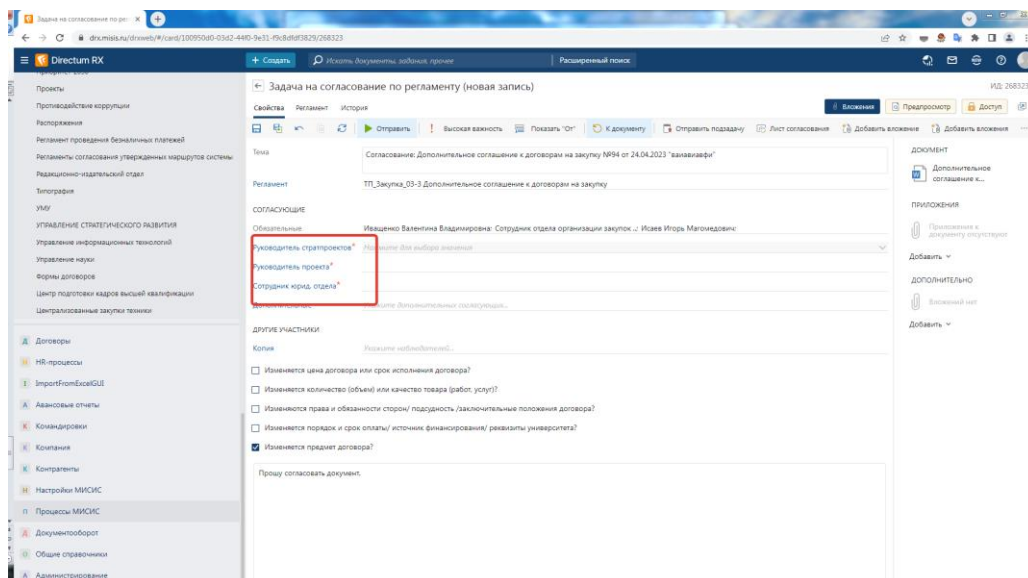 Задача на согласование по рег
drx.misis.ru/drxweb/#/card/100950d0-03d2-44f0-9e31-f9c8dfdf3829/268323
Directum RX
+ Создать
Искать документы, задания, прочее
Расширенный поиск
Проекты
Противодействие коррупции
Распоряжения
Регламент проведения безналичных платежей
Регламенты согласования утвержденных маршрутов системы
Редакционно-издательский отдел
Типография
УМУ
УПРАВЛЕНИЕ СТРАТЕГИЧЕСКОГО РАЗВИТИЯ
Управление информационных технологий
Управление науки
Формы договоров
Центр подготовки кадров высшей квалификации
Централизованные закупки техники
Д Договоры
HR-процессы
I ImportFromExcelGUI
А Авансовые отчеты
К Командировки
К Компания
К Контрагенты
Н Настройки МИСИС
П Процессы МИСИС
Д Документооборот
О Общие справочники
А Администрирование
Задача на согласование по регламенту (новая запись)
ИД: 268323
Свойства Регламент История
Вложения Предпросмотр Доступ
Отправить ! Высокая важность Показать "От" К документу Отправить подзадачу Лист согласования Добавить вложение Добавить вложения
Тема
Согласование: Дополнительное соглашение к договорам на закупку №94 от 24.04.2023 "ваиавиавфи"
Регламент
ТП_Закупка_03-3 Дополнительное соглашение к договорам на закупку
СОГЛАСУЮЩИЕ
Обязательные
Иващенко Валентина Владимировна; Сотрудник отдела организации закупок ..; Исаев Игорь Магомедович;
Руководитель стратпроектов*
Нажмите для выбора значения
Руководитель проекта*
Сотрудник юрид. отдела*
Дополнительные
Укажите дополнительных согласующих...
ДРУГИЕ УЧАСТНИКИ
Копия
Укажите наблюдателей...
Изменяется цена договора или срок исполнения договора?
Изменяется количество (объем) или качество товара (работ, услуг)?
Изменяются права и обязанности сторон/ подсудность /заключительные положения договора?
Изменяется порядок и срок оплаты/ источник финансирования/ реквизиты университета?
Изменяется предмет договора?
Прошу согласовать документ.
ДОКУМЕНТ
Дополнительное
соглашение к...
ПРИЛОЖЕНИЯ
Приложения к
документу отсутствуют
Добавить
ДОПОЛНИТЕЛЬНО
Вложений нет
Добавить